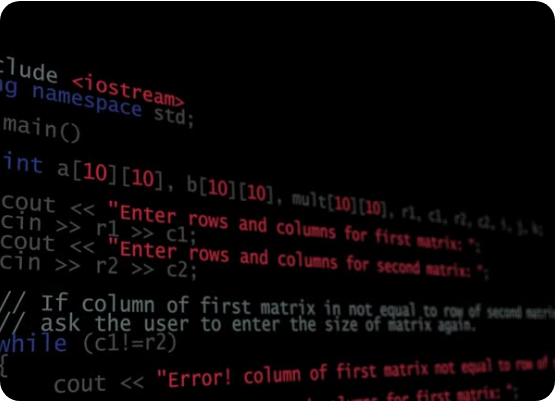 clude <iostream>
ng namespace std;
main()
int a[10][10], b[10][10], mult[10][10], r1, c1, r2, c2, i, j, k;
cout << "Enter rows and columns for first matrix: ";
cin >> r1 >> c1;
cout << "Enter rows and columns for second matrix: ";
cin >> r2 >> c2;
// If column of first matrix in not equal to row of second matrix
// ask the user to enter the size of matrix again.
while (c1!=r2)
{
cout << "Error! column of first matrix not equal to row of
for first matrix: ";